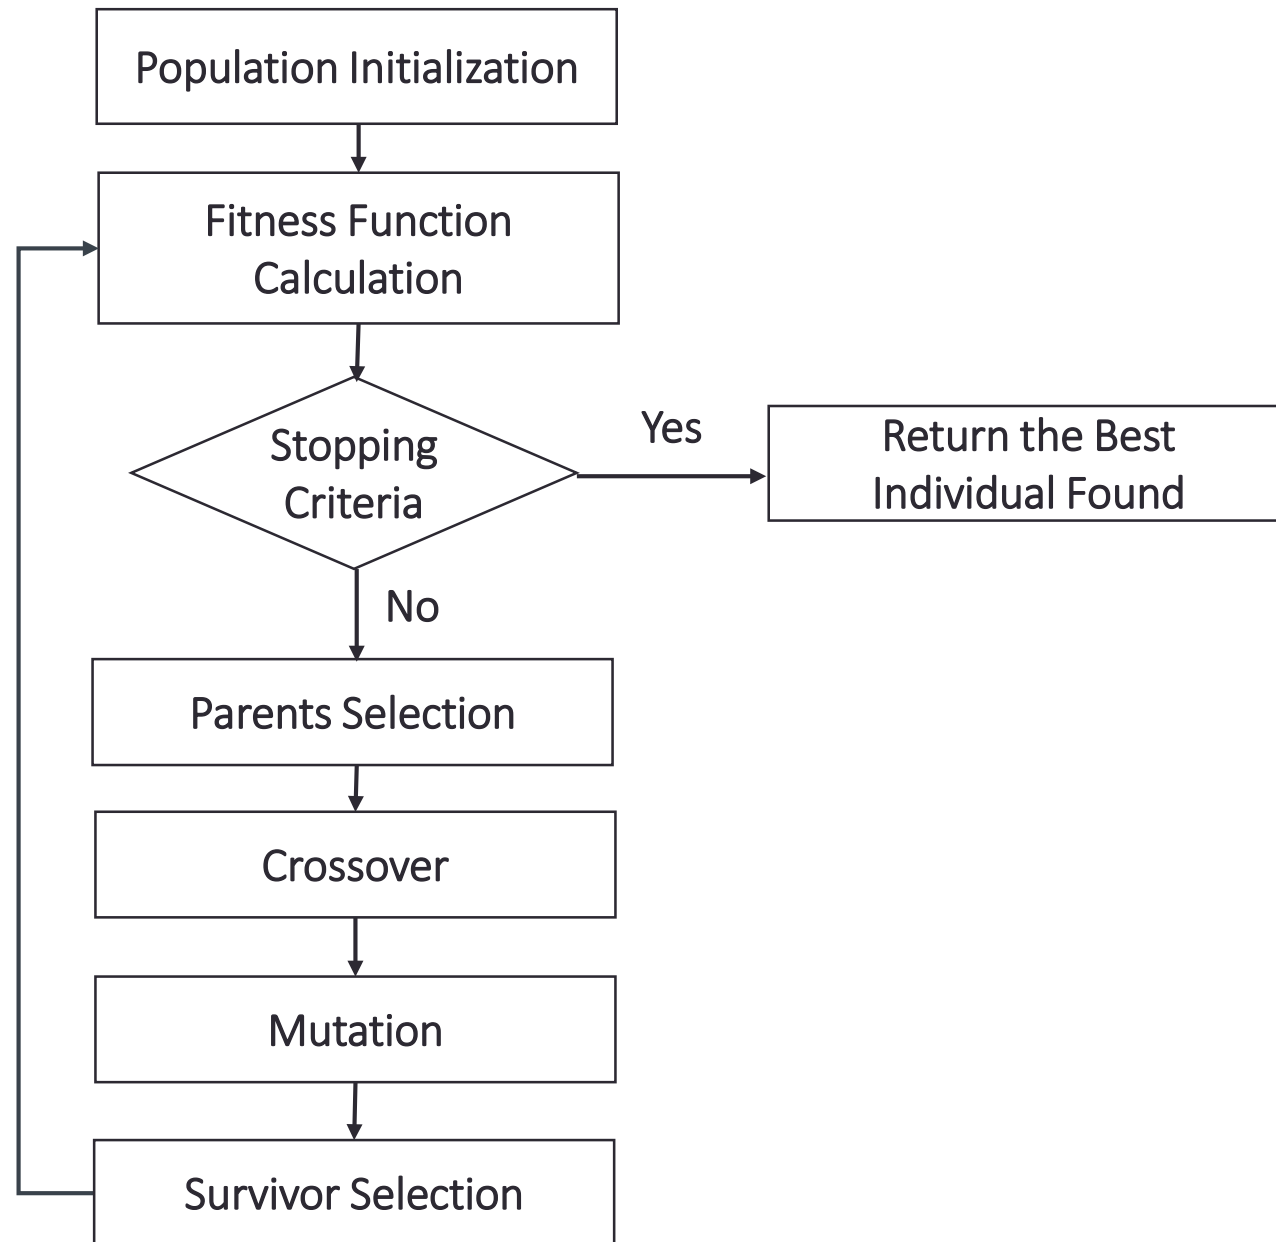 Population Initialization
Fitness Function
Calculation
Stopping
Criteria
Yes
Return the Best
Individual Found
No
Parents Selection
Crossover
Mutation
Survivor Selection